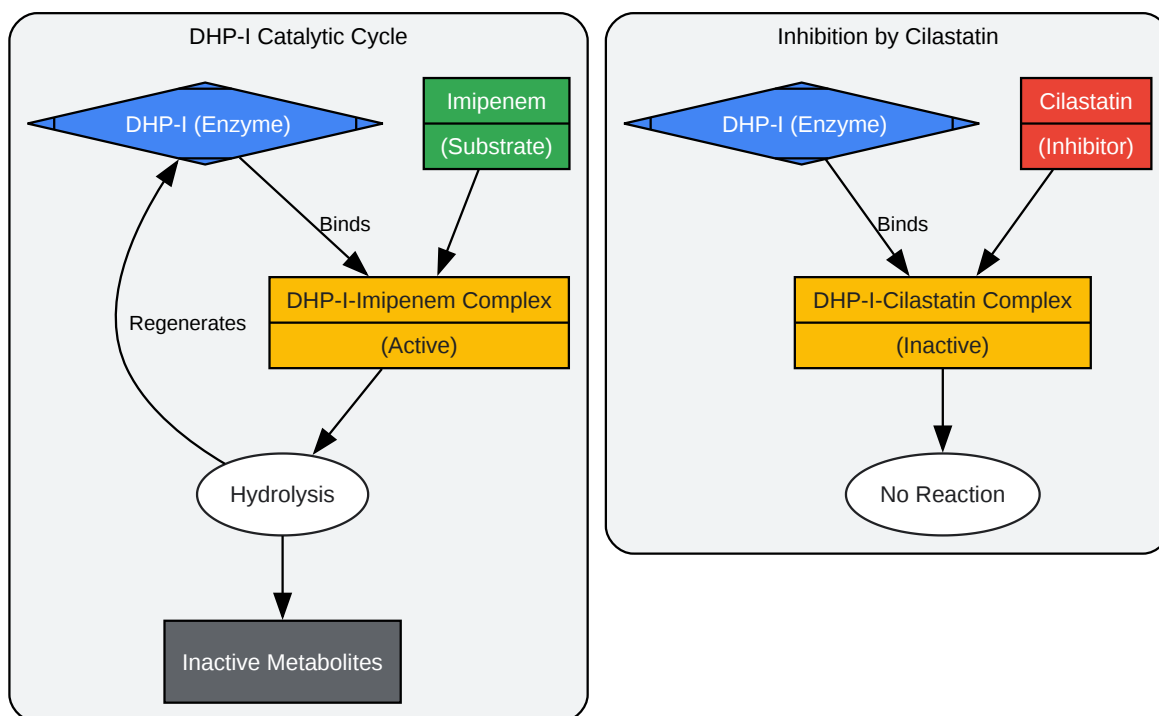 DHP-I Catalytic Cycle
DHP-I (Enzyme)
Imipenem
(Substrate)
Binds
DHP-I-Imipenem Complex
(Active)
Regenerates
Hydrolysis
Inactive Metabolites
Inhibition by Cilastatin
DHP-I (Enzyme)
Cilastatin
(Inhibitor)
Binds
DHP-I-Cilastatin Complex
(Inactive)
No Reaction